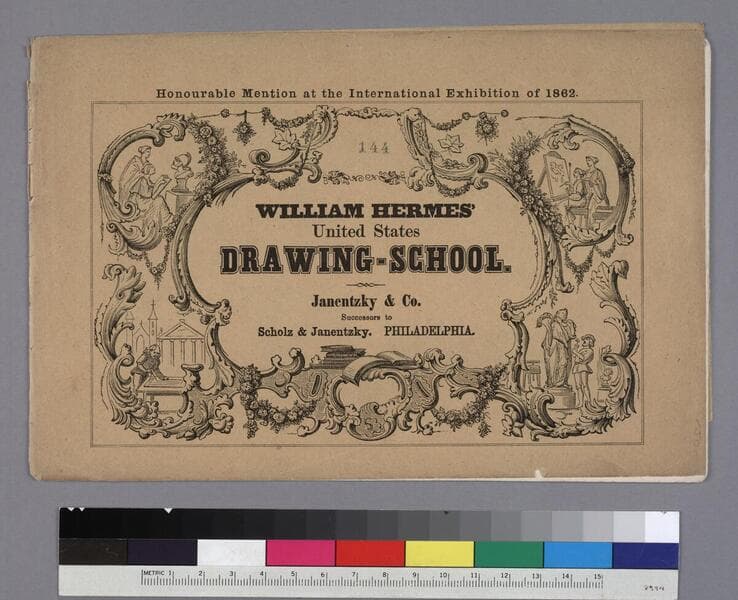 Honourable Mention at the International Exhibition of 1862.
144
WILLIAM HERMES'
United States
DRAWING-SCHOOL.
Janentzky & Co.
Successors to
Scholz & Janentzky. PHILADELPHIA.
METRIC 1 2 3 4 5 6 7 8 9 10 11 12 13 14 15